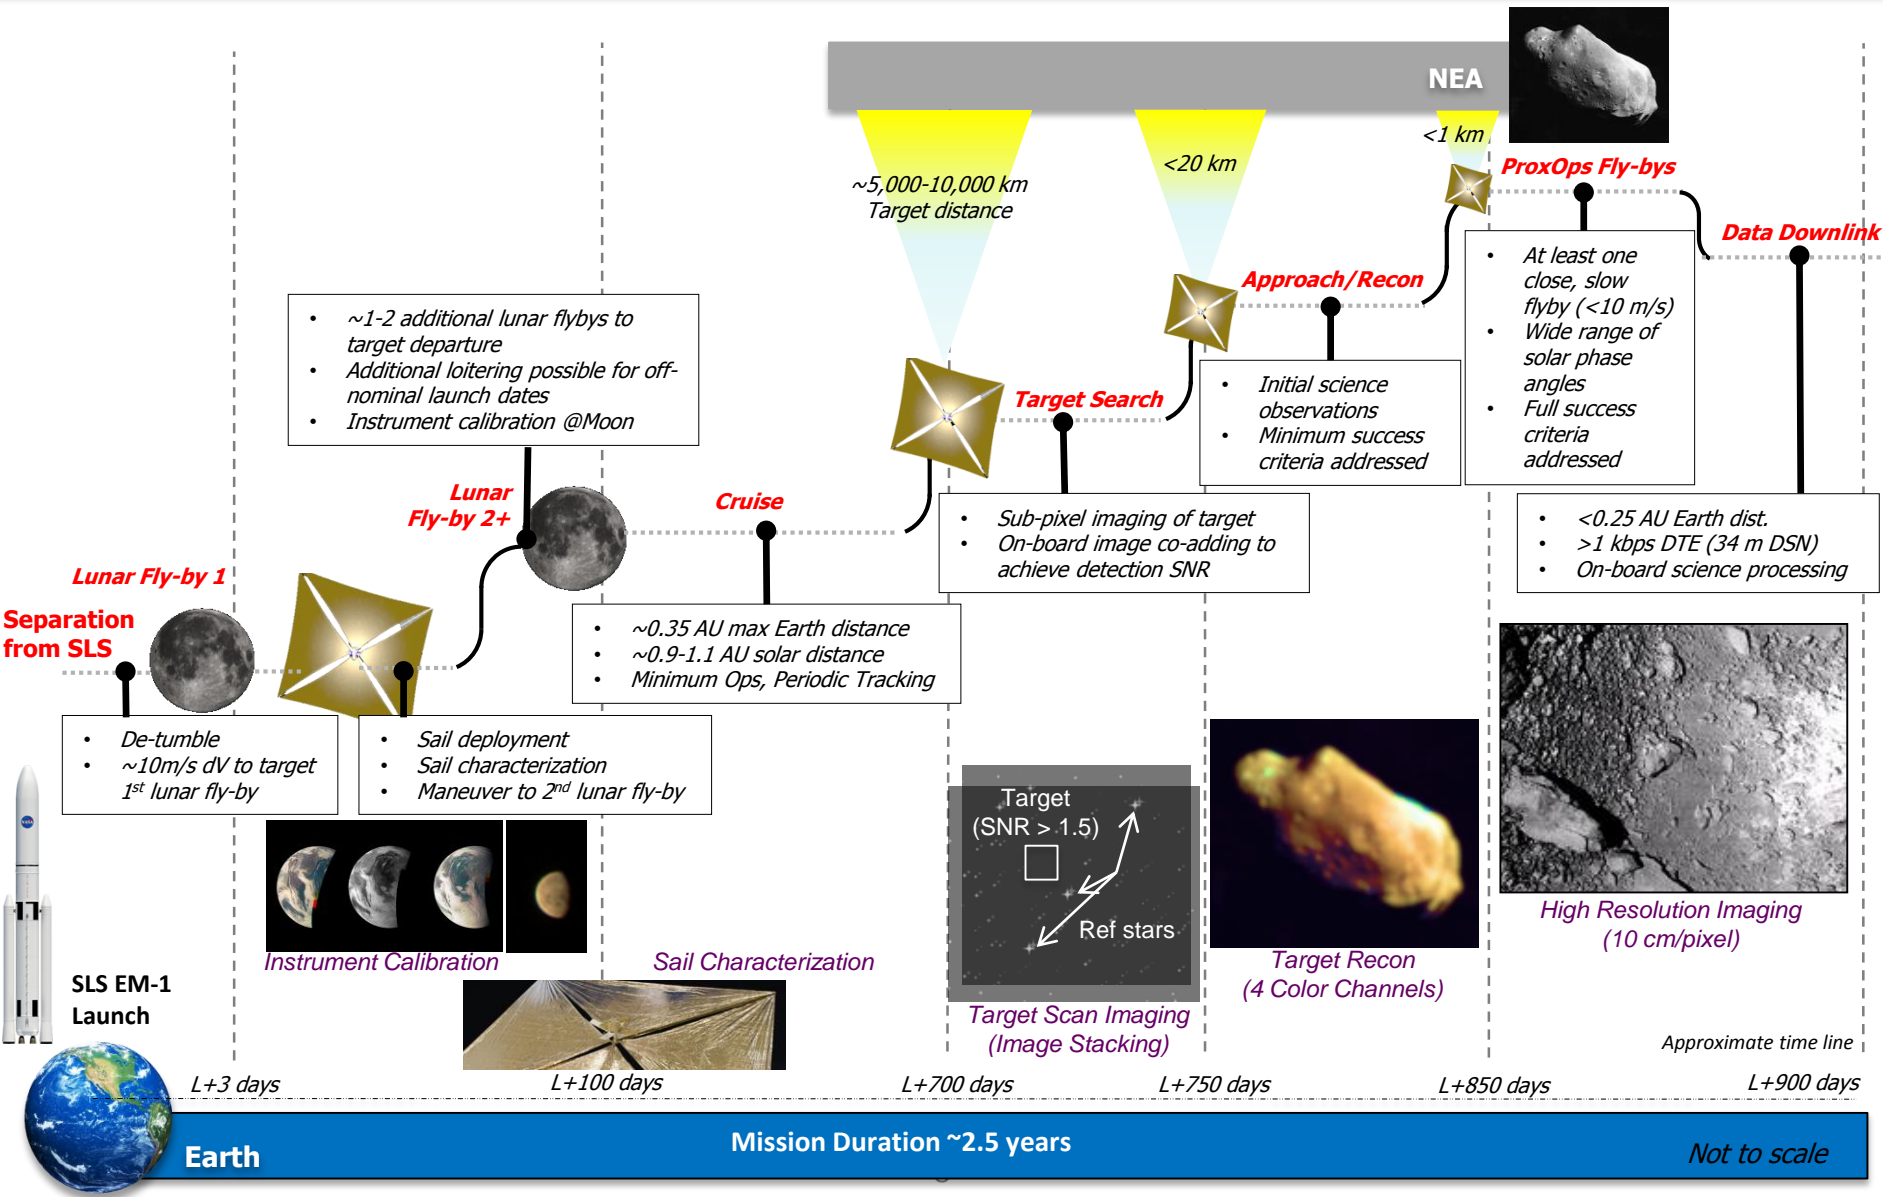 NEA
<1 km
<20 km
~5,000-10,000 km
Target distance
ProxOps Fly-bys
Data Downlink
Approach/Recon
• At least one
close, slow
flyby (<10 m/s)
• Wide range of
solar phase
angles
• Full success
criteria
addressed
• ~1-2 additional lunar flybys to
target departure
• Additional loitering possible for off-
nominal launch dates
• Instrument calibration @Moon
Target Search
• Initial science
observations
• Minimum success
criteria addressed
Lunar
Fly-by 2+
Cruise
• Sub-pixel imaging of target
• On-board image co-adding to
achieve detection SNR
• <0.25 AU Earth dist.
• >1 kbps DTE (34 m DSN)
• On-board science processing
Lunar Fly-by 1
Separation
from SLS
• ~0.35 AU max Earth distance
• ~0.9-1.1 AU solar distance
• Minimum Ops, Periodic Tracking
• De-tumble
• ~10m/s dV to target
1st lunar fly-by
• Sail deployment
• Sail characterization
• Maneuver to 2nd lunar fly-by
NASA
Target
(SNR > 1.5)
Ref stars
Instrument Calibration
Sail Characterization
Target Scan Imaging
(Image Stacking)
Target Recon
(4 Color Channels)
High Resolution Imaging
(10 cm/pixel)
SLS EM-1
Launch
Approximate time line
L+3 days
L+100 days
L+700 days
L+750 days
L+850 days
L+900 days
Earth
Mission Duration ~2.5 years
Not to scale